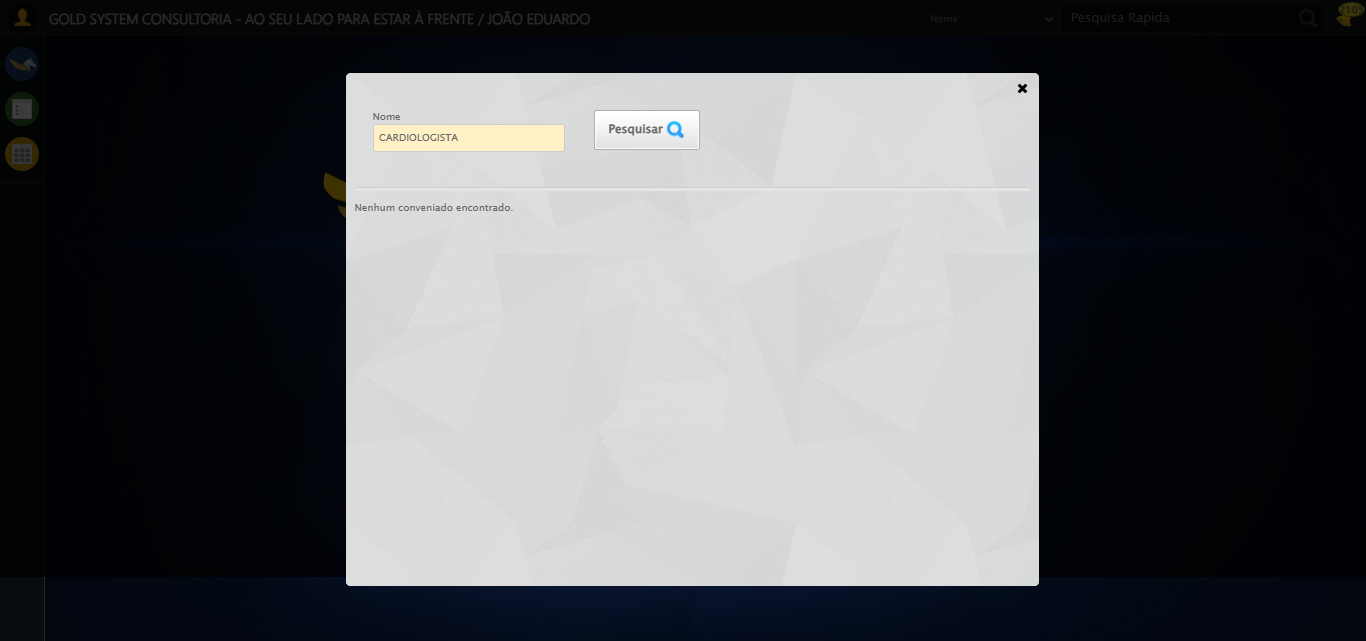 GOLD SYSTEM CONSULTORIA - AO SEU LADO PARA ESTAR À FRENTE / JOÃO EDUARDO
Nome
Pesquisa Rapida
Nome
CARDIOLOGISTA
Pesquisar
Nenhum conveniado encontrado.